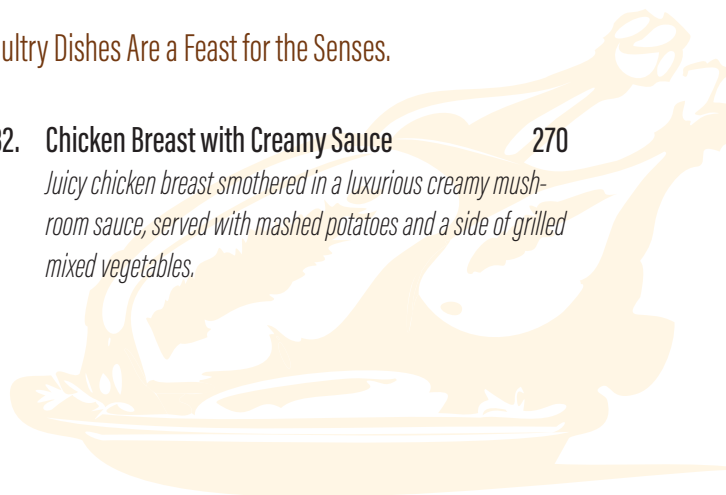 ultry Dishes Are a Feast for the Senses.
32. Chicken Breast with Creamy Sauce 270
Juicy chicken breast smothered in a luxurious creamy mush-
room sauce, served with mashed potatoes and a side of grilled
mixed vegetables.